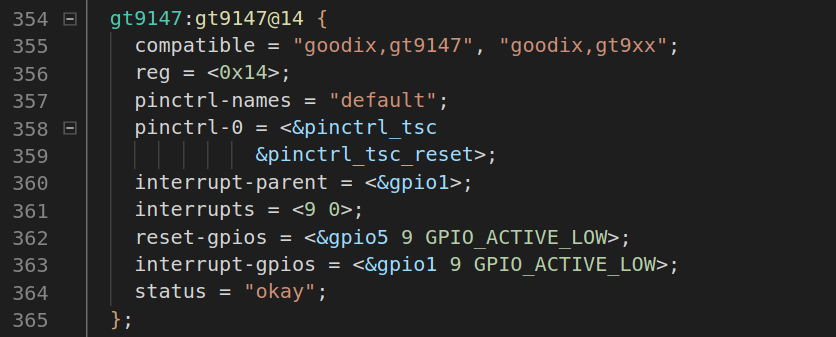 354 gt9147:gt9147@14 {
355 compatible = "goodix,gt9147", "goodix,gt9xx";
356 reg = <0x14>;
357 pinctrl-names = "default";
358 pinctrl-0 = <&pinctrl_tsc
359 &pinctrl_tsc_reset>;
360 interrupt-parent = <&gpio1>;
361 interrupts = <9 0>;
362 reset-gpios = <&gpio5 9 GPIO_ACTIVE_LOW>;
363 interrupt-gpios = <&gpio1 9 GPIO_ACTIVE_LOW>;
364 status = "okay";
365 };